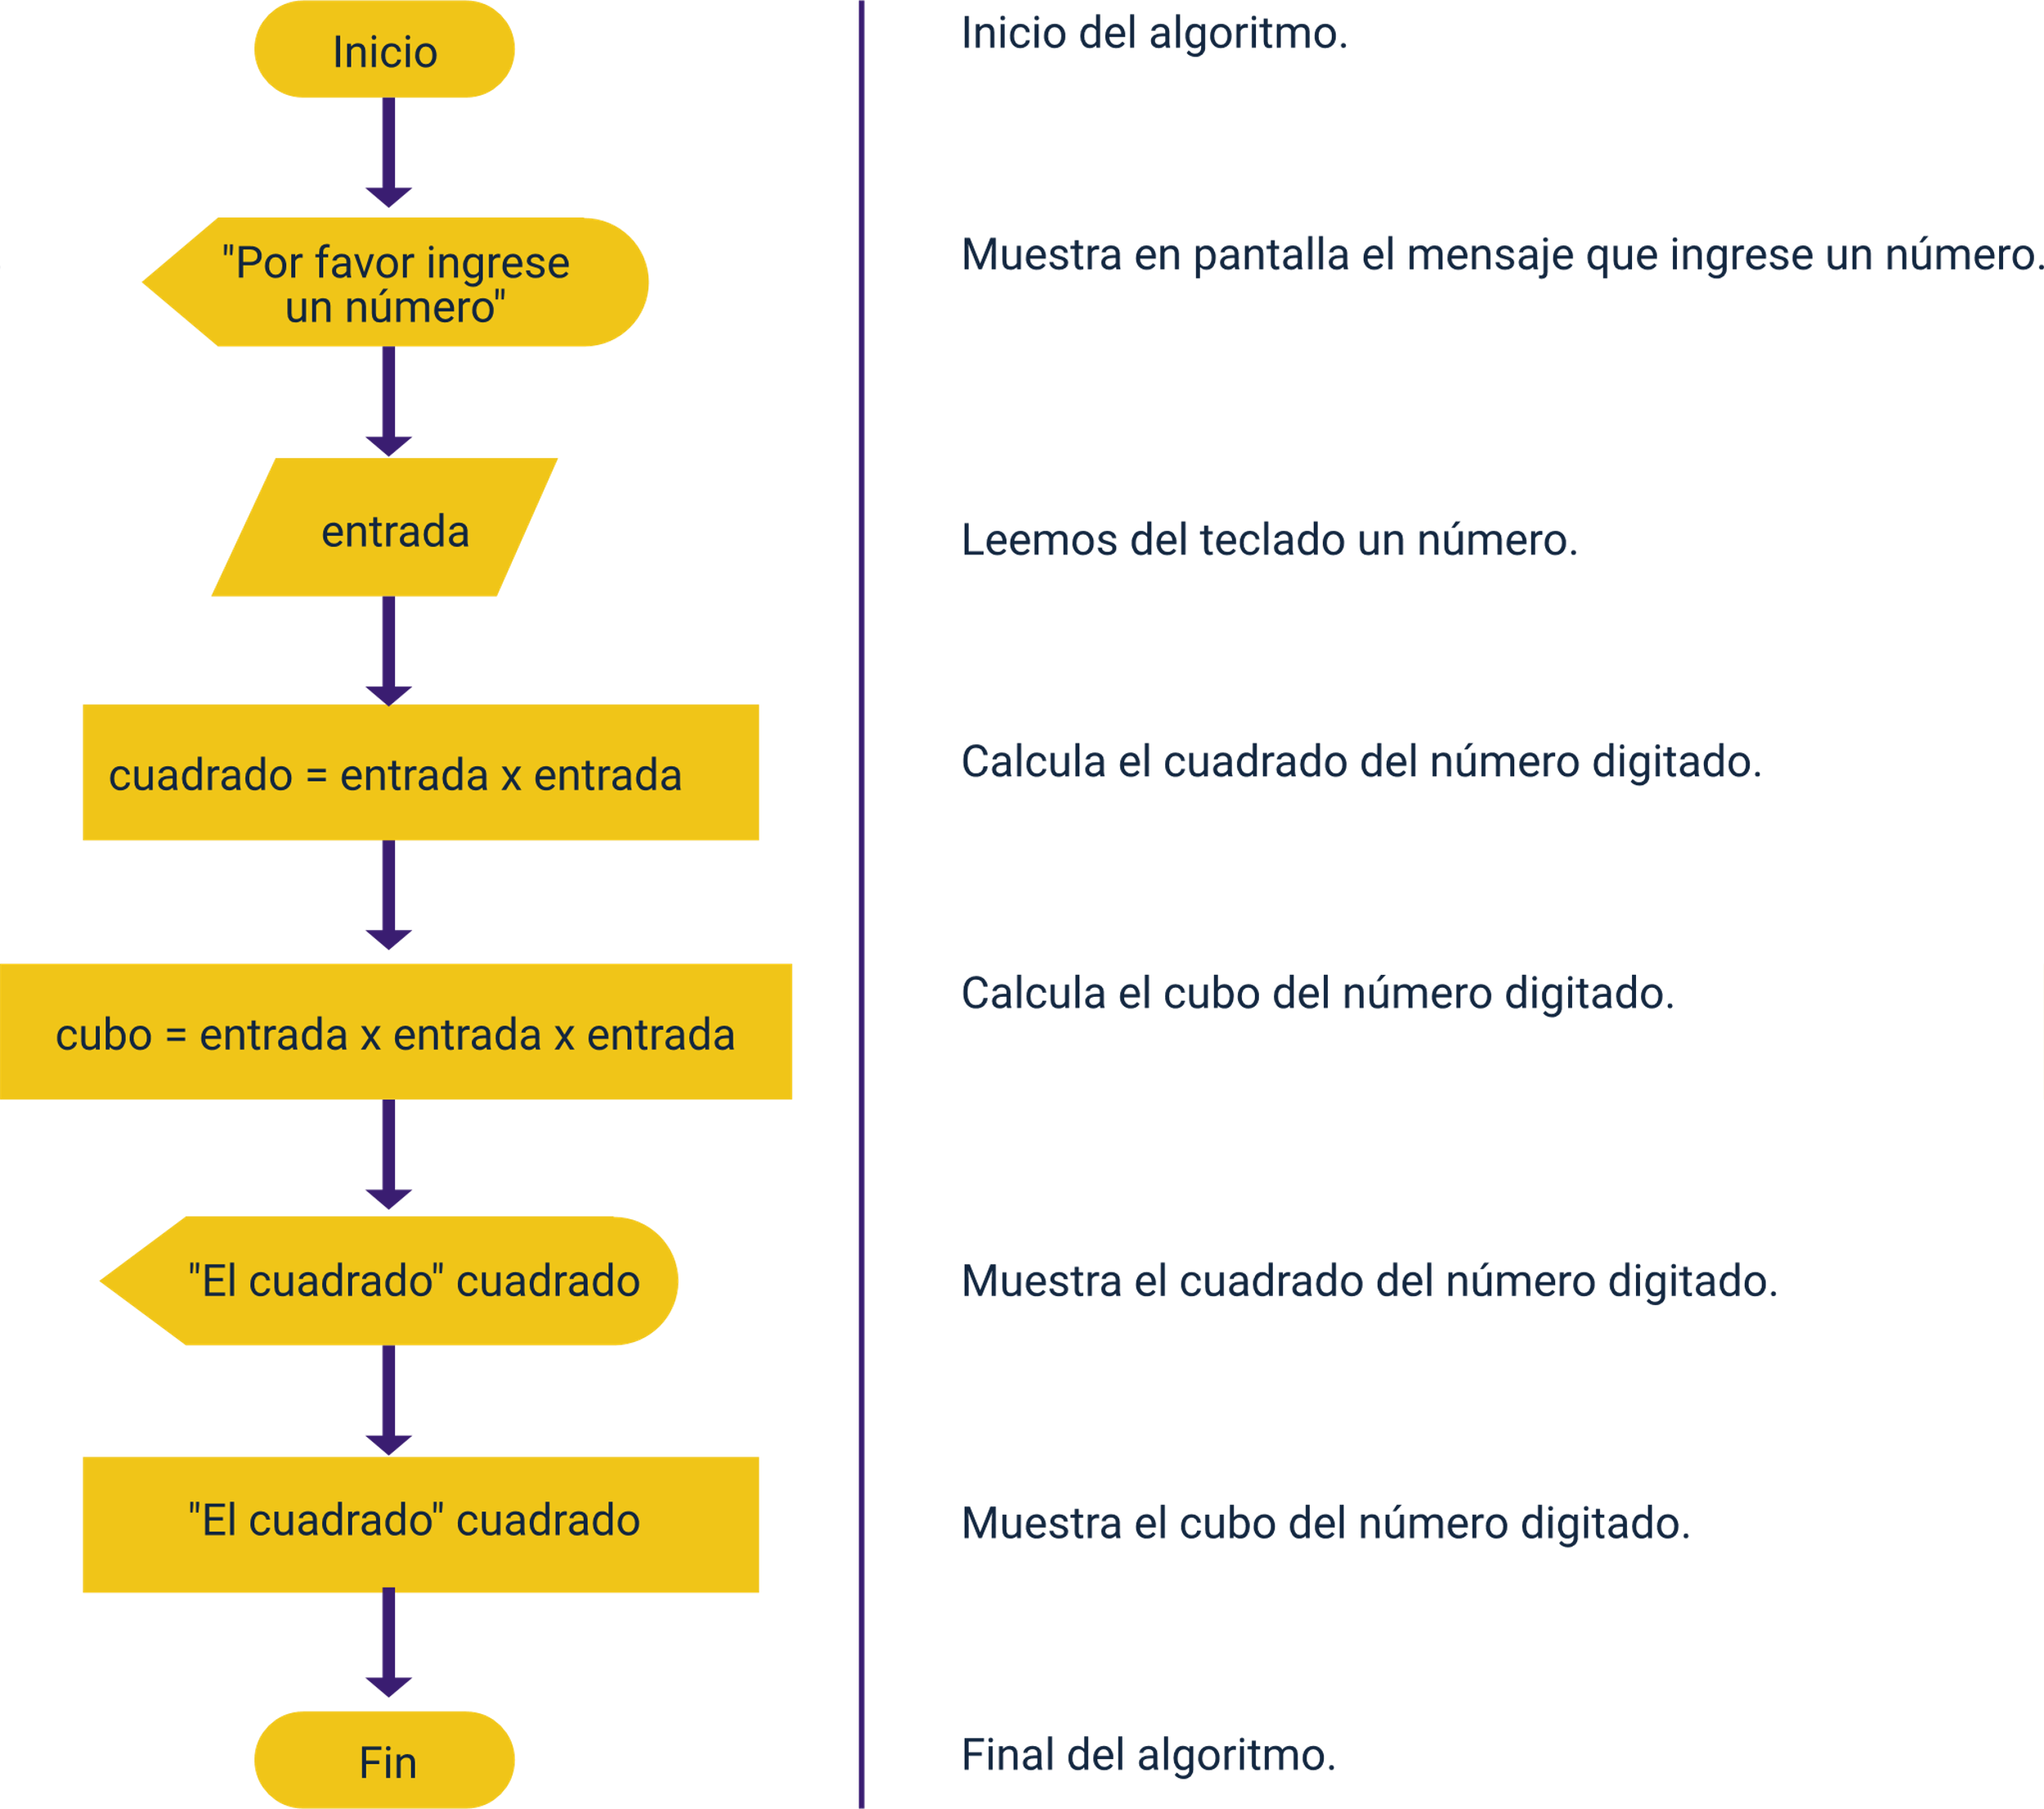 Inicio
Inicio del algoritmo.
"Por favor ingrese
un número"
Muestra en pantalla el mensaje que ingrese un número.
entrada
Leemos del teclado un número.
cuadrado = entrada x entrada
Calcula el cuadrado del número digitado.
cubo = entrada x entrada x entrada
Calcula el cubo del número digitado.
"El cuadrado" cuadrado
Muestra el cuadrado del número digitado.
"El cuadrado" cuadrado
Muestra el cubo del número digitado.
Fin
Final del algoritmo.